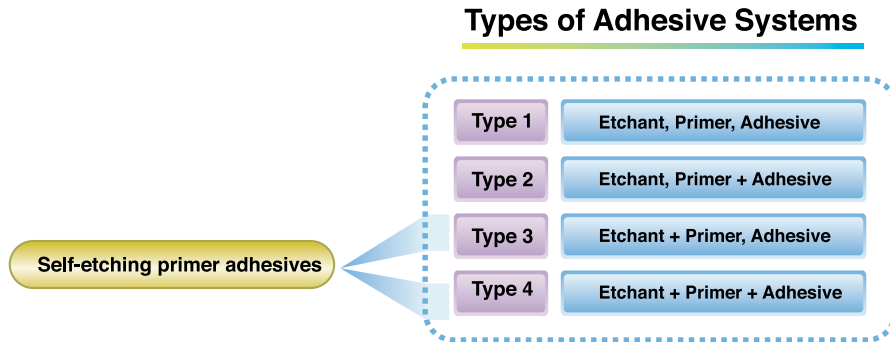 Types of Adhesive Systems
Type 1 Etchant, Primer, Adhesive
Type 2 Etchant, Primer + Adhesive
Type 3 Etchant + Primer, Adhesive
Self-etching primer adhesives
Type 4 Etchant + Primer + Adhesive